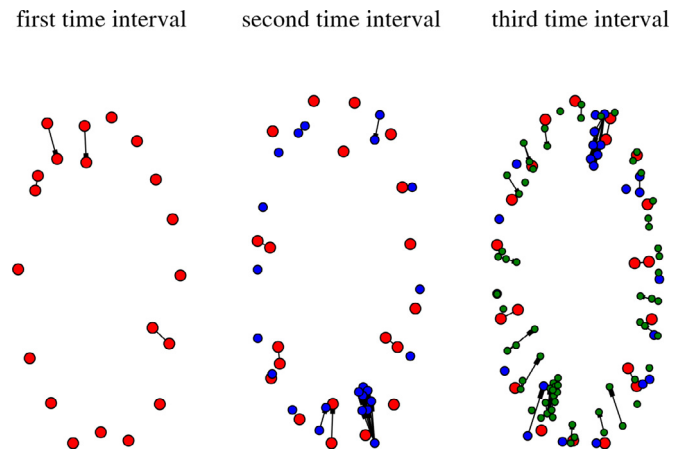 first time interval
second time interval
third time interval